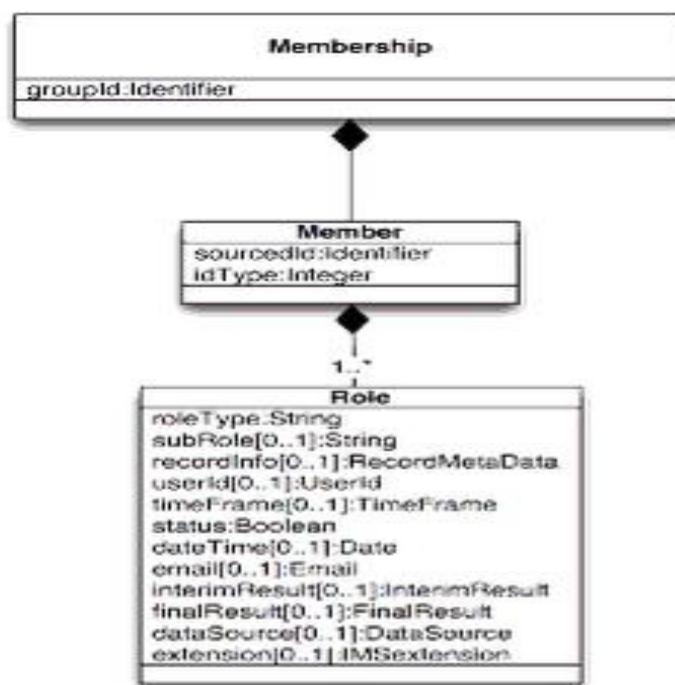 Membership
groupId:Identifier
Member
sourcedId:Identifier
idType:Integer
1..*
Role
roleType:String
subRole[0..1]:String
recordInfo[0..1]:RecordMetaData
userId[0..1]:UserId
timeFrame[0..1]:TimeFrame
status:Boolean
dateTime[0..1]:Date
email[0..1]:Email
interimResult[0..1]:InterimResult
finalResult[0..1]:FinalResult
dataSource[0..1]:DataSource
extension[0..1]:IMSextension